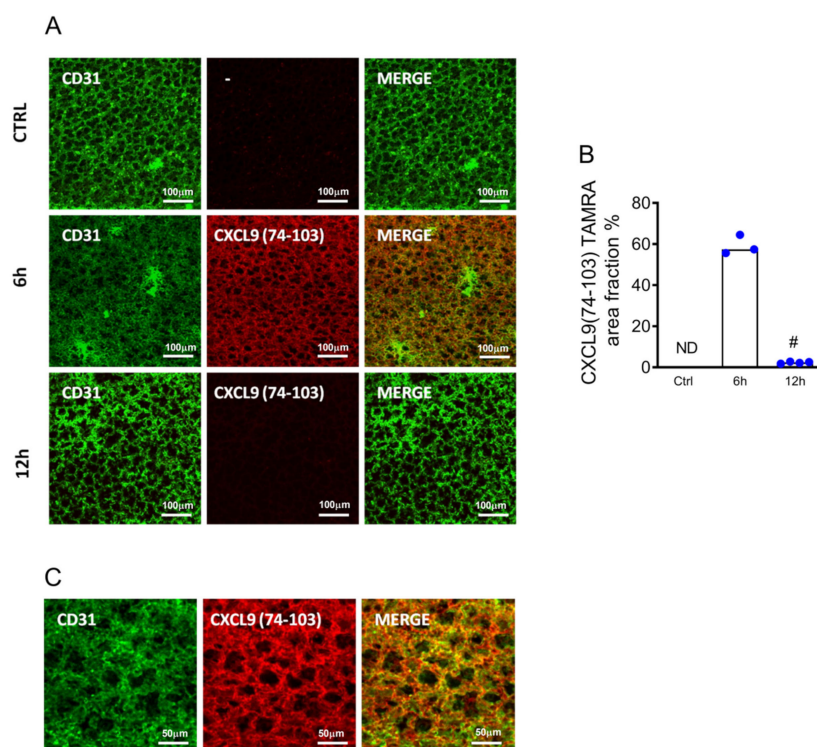 A
CTRL
CD31
-
MERGE
100μm
100μm
100μm
6h
CD31
CXCL9 (74-103)
MERGE
100μm
100μm
100μm
12h
CD31
CXCL9 (74-103)
MERGE
100μm
100μm
100μm
B
CXCL9(74-103) TAMRA
area fraction %
80
60
40
20
0
ND
#
Ctrl
6h
12h
C
CD31
CXCL9 (74-103)
MERGE
50μm
50μm
50μm